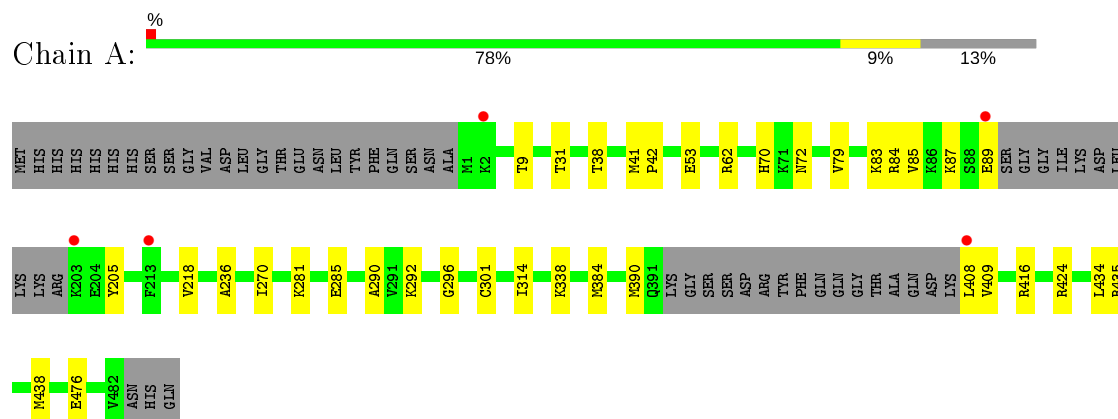 %
Chain A:
78% 9% 13%
MET HIS HIS HIS HIS HIS HIS SER SER GLY VAL ASP LEU GLY THR GLU ASN LEU TYR PHE GLN SER ASN ALA M1 K2 T9 T31 T38 M41 P42 E53 R62 H70 K71 N72 V79 K83 R84 V85 K86 K87 S88 E89 SER GLY GLY ILE LYS ASP LEU
LYS LYS ARG K203 E204 Y205 F213 V218 A236 I270 K281 E285 A290 V291 K292 G296 C301 I314 K338 M384 M390 Q391 LYS GLY SER SER ASP ARG TYR PHE GLN GLN GLY THR ALA GLN ASP LYS L408 V409 R416 R424 L434 R435
M438 E476 V482 ASN HIS GLN